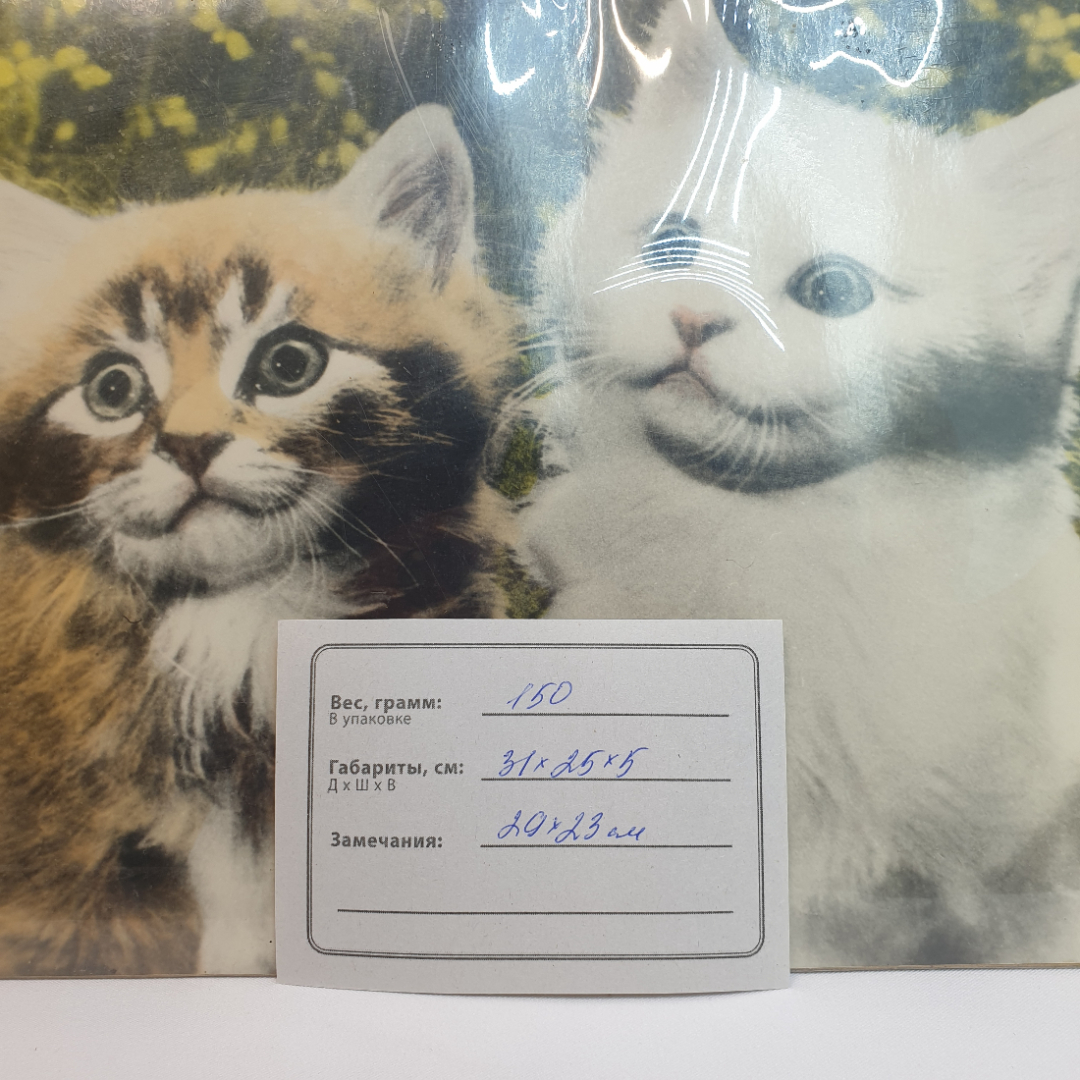 Вес, грамм: 150
В упаковке
Габариты, см: 31×25×5
Д х Ш х В
Замечания: 29×23 см